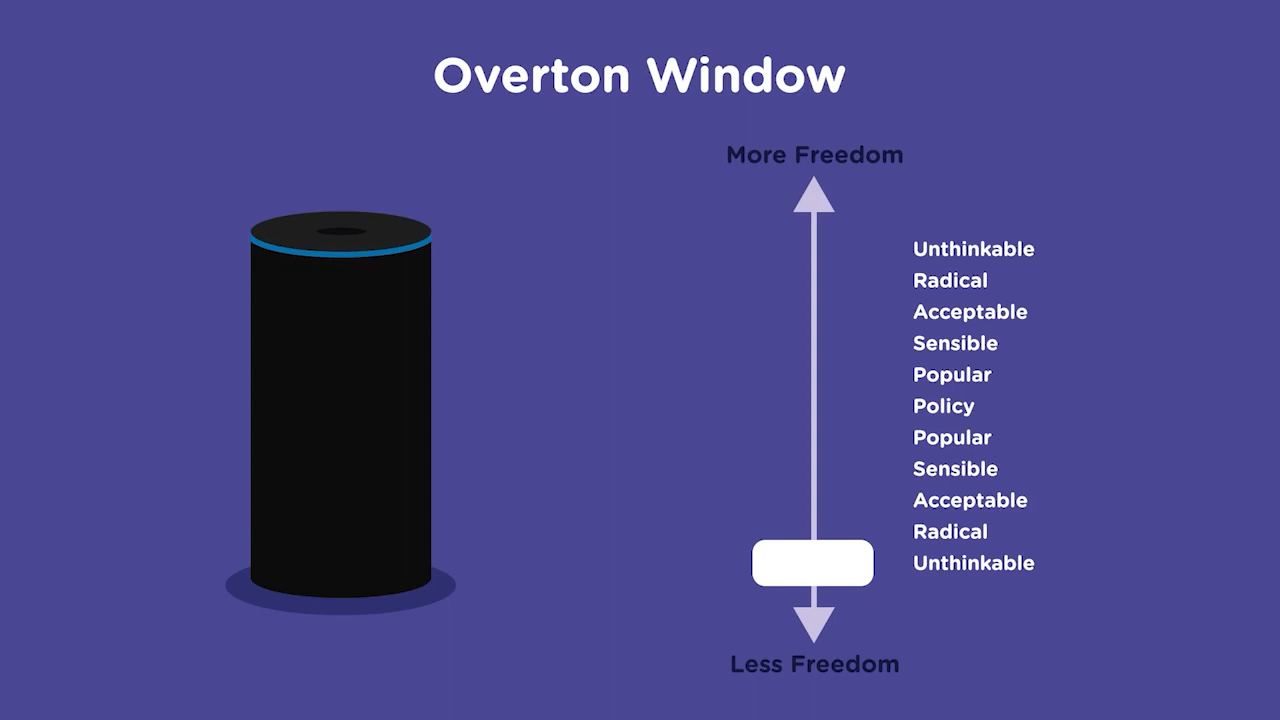 Overton Window
More Freedom
Unthinkable
Radical
Acceptable
Sensible
Popular
Policy
Popular
Sensible
Acceptable
Radical
Unthinkable
Less Freedom